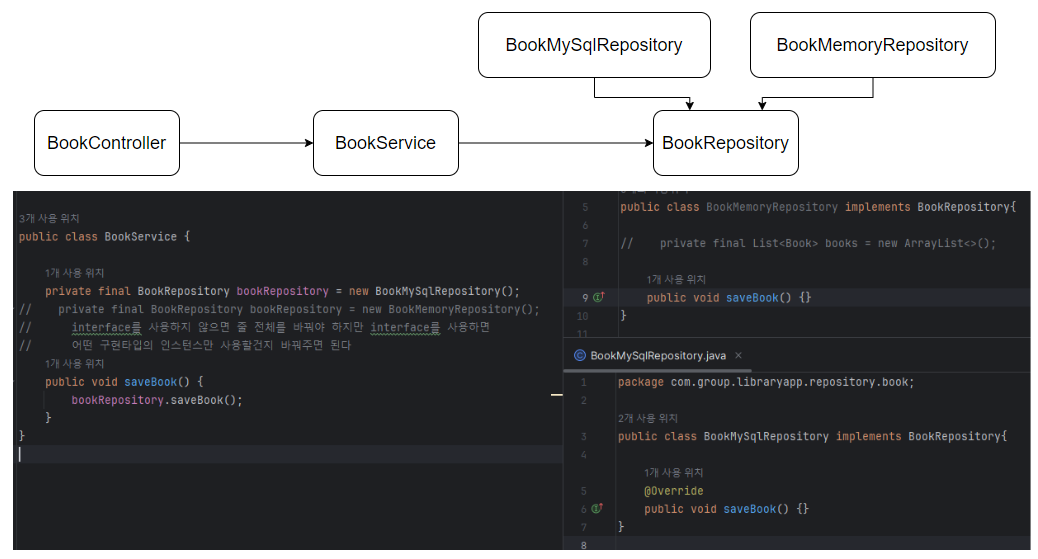 BookMySqlRepository
BookMemoryRepository
BookController
BookService
BookRepository
3개 사용 위치
public class BookService {
1개 사용 위치
private final BookRepository bookRepository = new BookMySqlRepository();
// private final BookRepository bookRepository = new BookMemoryRepository();
// interface를 사용하지 않으면 줄 전체를 바꿔야 하지만 interface를 사용하면
// 어떤 구현타입의 인스턴스만 사용할건지 바꿔주면 된다
1개 사용 위치
public void saveBook() {
bookRepository.saveBook();
}
}
5 public class BookMemoryRepository implements BookRepository{
6
7 // private final List<Book> books = new ArrayList<>();
8
1개 사용 위치
9 public void saveBook() {}
10 }
11
BookMySqlRepository.java
1 package com.group.libraryapp.repository.book;
2
2개 사용 위치
3 public class BookMySqlRepository implements BookRepository{
4
1개 사용 위치
5 @Override
6 public void saveBook() {}
7 }
8